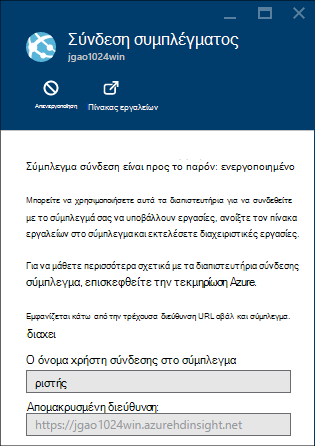 Σύνδεση συμπλέγματος
jgao1024win
Απενεργοποίηση
Πίνακας εργαλείων
Σύμπλεγμα σύνδεση είναι προς το παρόν: ενεργοποιημένο
Μπορείτε να χρησιμοποιήσετε αυτά τα διαπιστευτήρια για να συνδεθείτε
με το σύμπλεγμά σας να υποβάλλουν εργασίες, ανοίξτε τον πίνακα
εργαλείων στο σύμπλεγμα και εκτελέσετε διαχειριστικές εργασίες.
Για να μάθετε περισσότερα σχετικά με τα διαπιστευτήρια σύνδεσης
σύμπλεγμα, επισκεφθείτε την τεκμηρίωση Azure.
Εμφανίζεται κάτω από την τρέχουσα διεύθυνση URL οβάλ και σύμπλεγμα.
διαχει
Ο όνομα χρήστη σύνδεσης στο σύμπλεγμα
ριστής
Απομακρυσμένη διεύθυνση:
https://jgao1024win.azurehdinsight.net